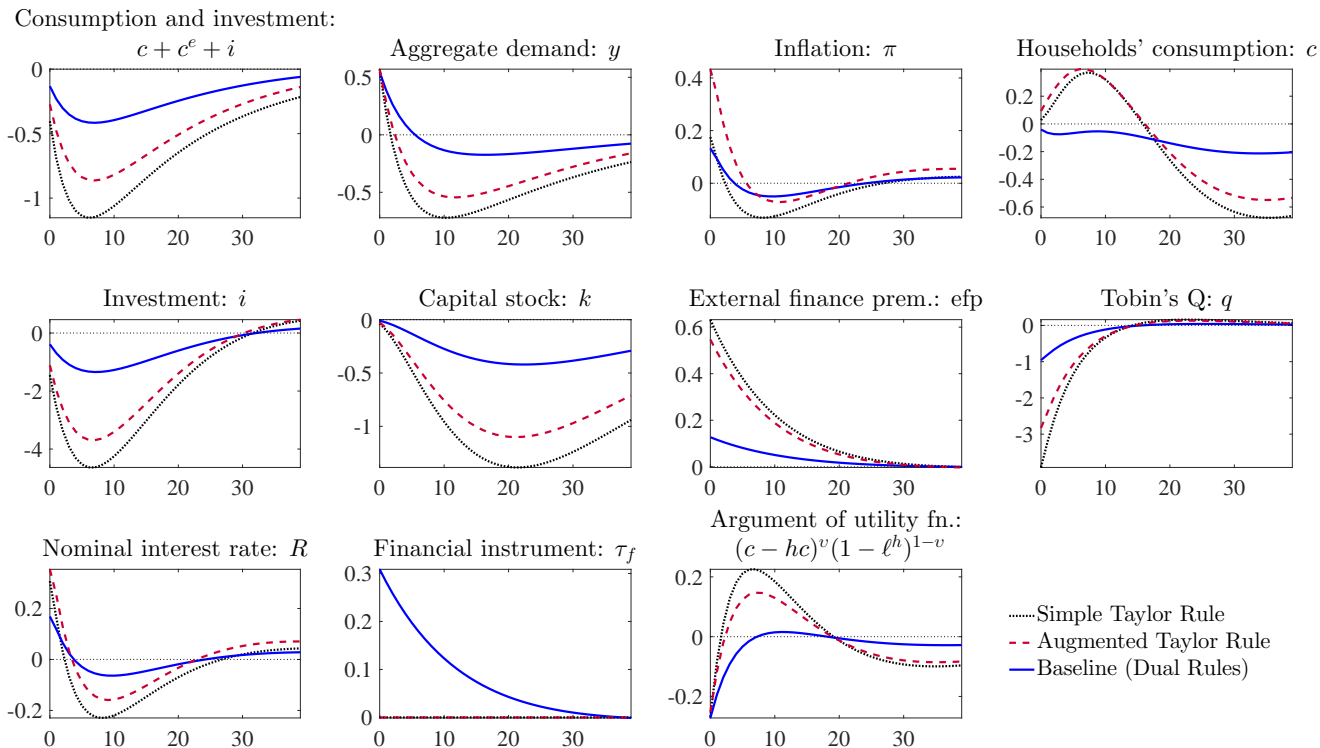 Consumption and investment:
c + c^e + i
Aggregate demand: y
Inflation: π
Households' consumption: c
0
-0.5
-1
0 10 20 30
0.5
0
-0.5
0 10 20 30
0.4
0.2
0
0 10 20 30
0.2
0
-0.2
-0.4
-0.6
0 10 20 30
Investment: i
Capital stock: k
External finance prem.: efp
Tobin's Q: q
0
-2
-4
0 10 20 30
0
-0.5
-1
0 10 20 30
0.6
0.4
0.2
0
0 10 20 30
0
-1
-2
-3
0 10 20 30
Nominal interest rate: R
Financial instrument: τ_f
Argument of utility fn.:
(c − hc)^υ(1 − ℓ^h)^{1−υ}
0.2
0
-0.2
0 10 20 30
0.3
0.2
0.1
0
0 10 20 30
0.2
0
-0.2
0 10 20 30
Simple Taylor Rule
Augmented Taylor Rule
Baseline (Dual Rules)